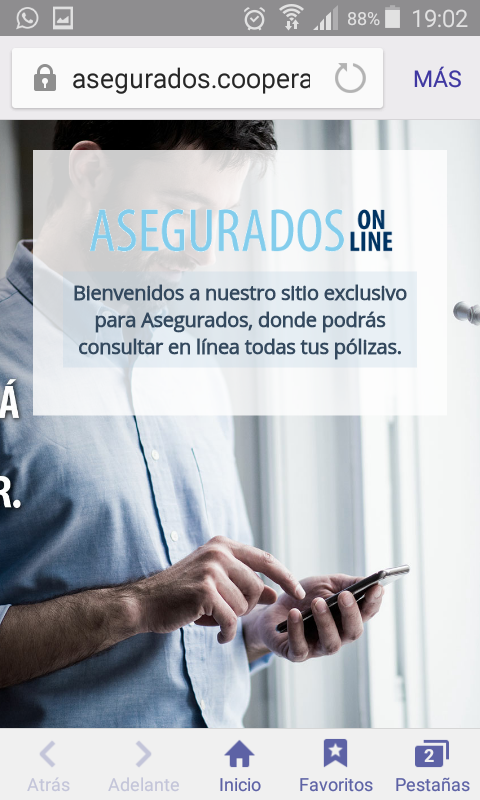 88% 19:02
asegurados.coopera
MÁS
ASEGURADOS ON LINE
Bienvenidos a nuestro sitio exclusivo
para Asegurados, donde podrás
consultar en línea todas tus pólizas.
Á
R.
2
Atrás Adelante Inicio Favoritos Pestañas